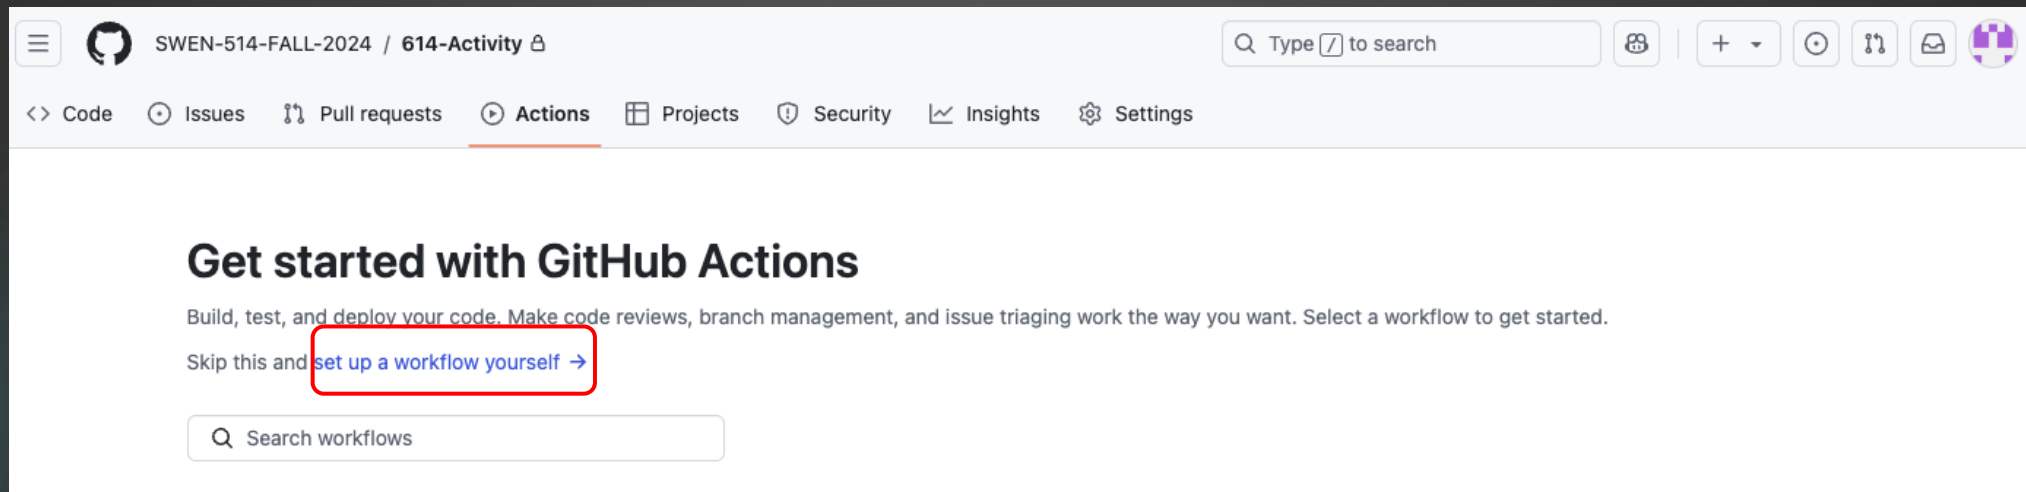 SWEN-514-FALL-2024 / 614-Activity
Type / to search
Code Issues Pull requests Actions Projects Security Insights Settings
Get started with GitHub Actions
Build, test, and deploy your code. Make code reviews, branch management, and issue triaging work the way you want. Select a workflow to get started.
Skip this and set up a workflow yourself →
Search workflows